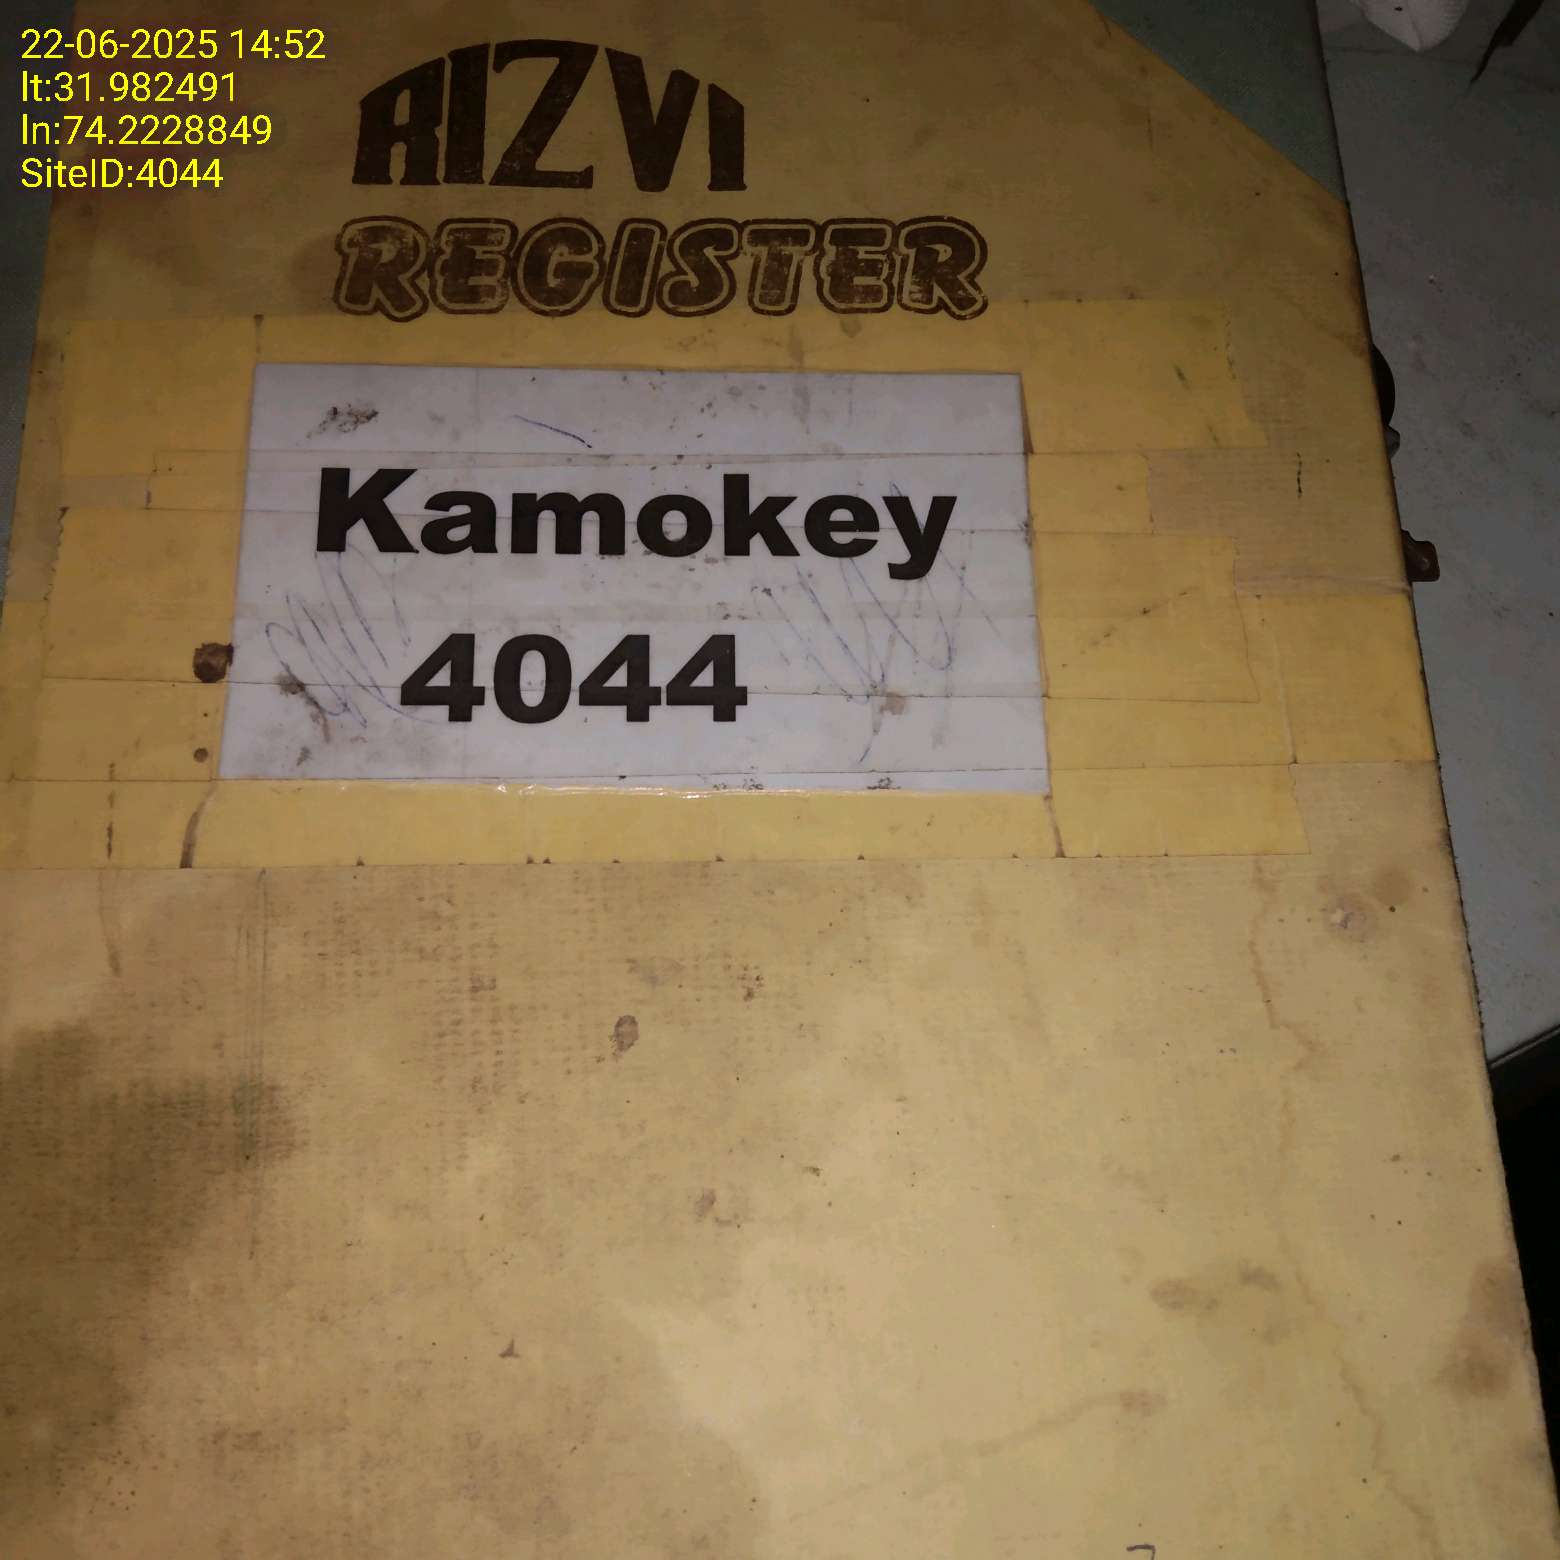 22-06-2025 14:52
lt:31.982491
ln:74.2228849
SiteID:4044
RIZVI
REGISTER
Kamokey
4044